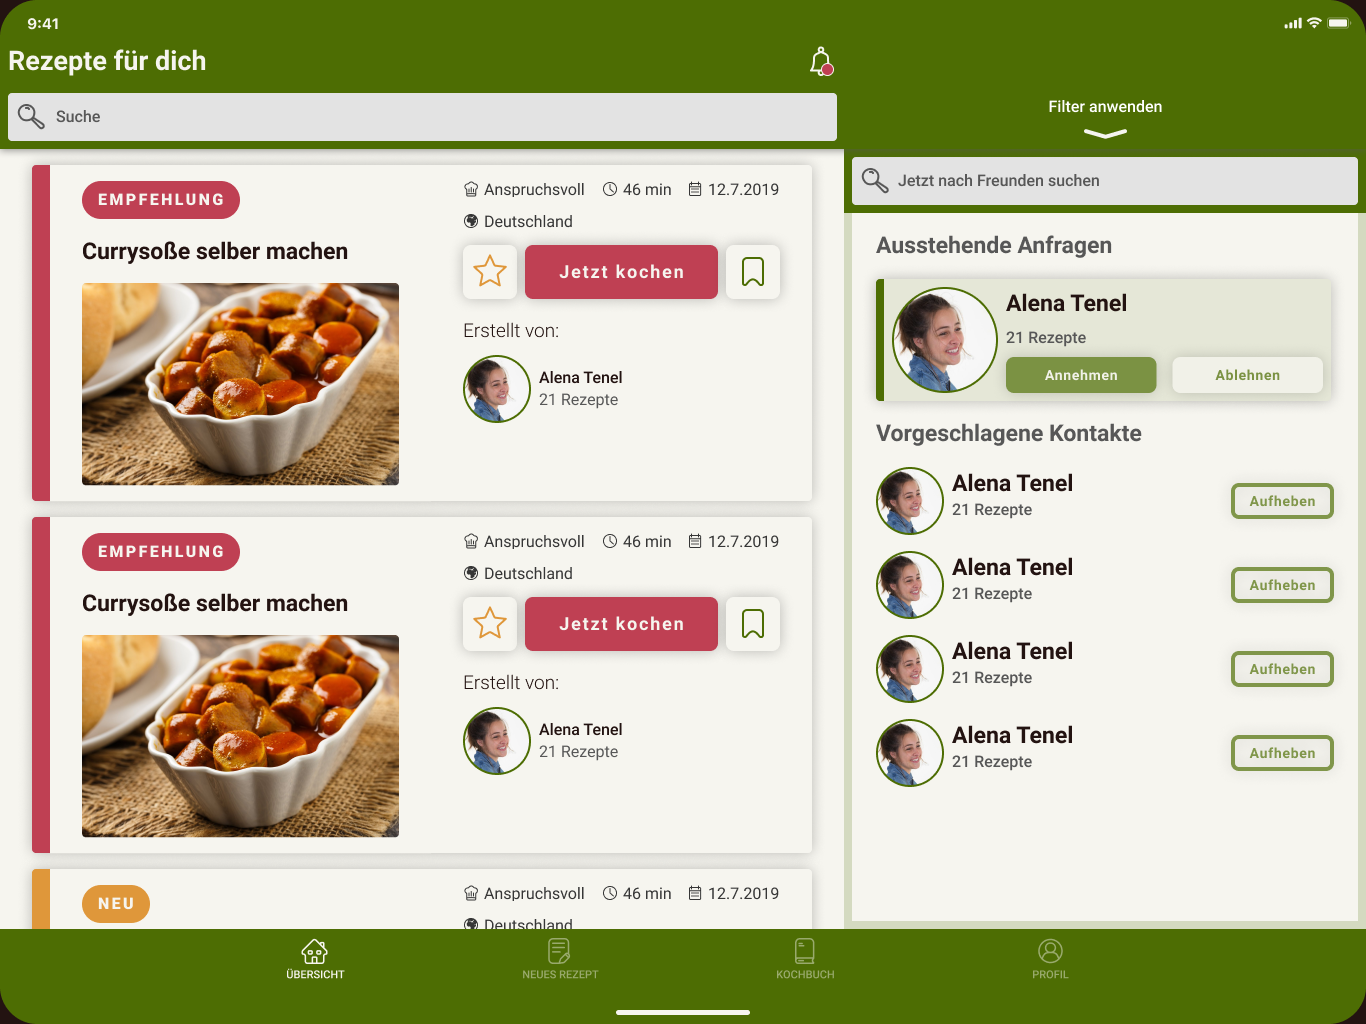 9:41
Rezepte für dich
Suche
EMPFEHLUNG
Currysoße selber machen
Anspruchsvoll 46 min 12.7.2019
Deutschland
Jetzt kochen
Erstellt von:
Alena Tenel
21 Rezepte
EMPFEHLUNG
Currysoße selber machen
Anspruchsvoll 46 min 12.7.2019
Deutschland
Jetzt kochen
Erstellt von:
Alena Tenel
21 Rezepte
NEU
Anspruchsvoll 46 min 12.7.2019
Deutschland
Filter anwenden
Jetzt nach Freunden suchen
Ausstehende Anfragen
Alena Tenel
21 Rezepte
Annehmen Ablehnen
Vorgeschlagene Kontakte
Alena Tenel
21 Rezepte
Aufheben
Alena Tenel
21 Rezepte
Aufheben
Alena Tenel
21 Rezepte
Aufheben
Alena Tenel
21 Rezepte
Aufheben
ÜBERSICHT NEUES REZEPT KOCHBUCH PROFIL